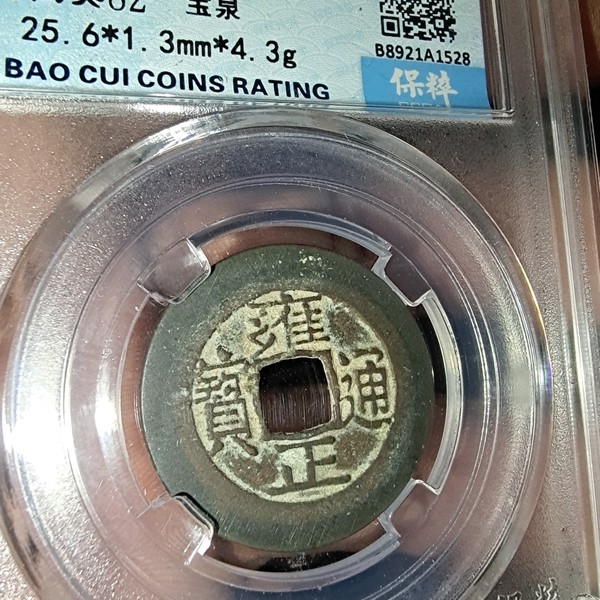 82 宝泉
25.6*1.3mm*4.3g
B8921A1528
BAO CUI COINS RATING
保粹
雍正通寶